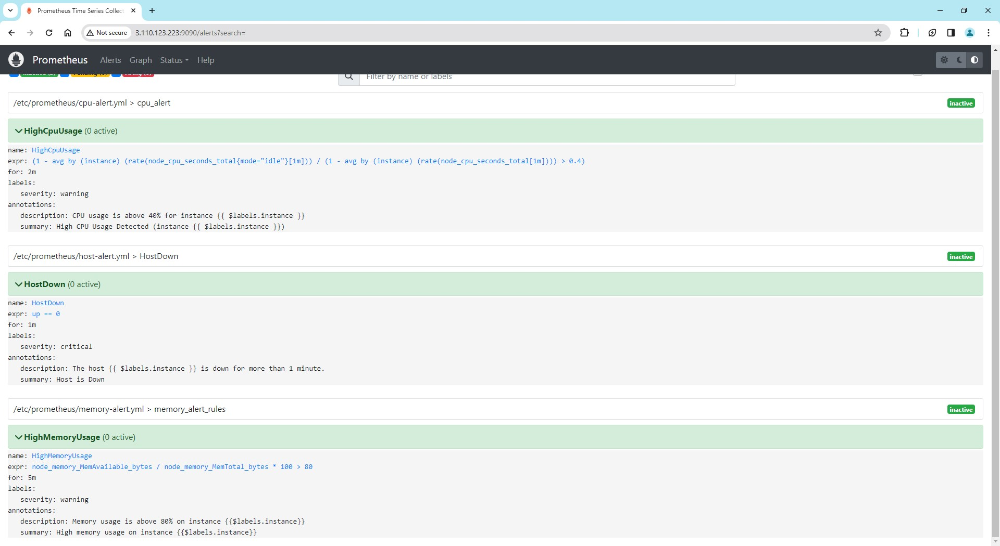 Prometheus Time Series Collect
Not secure
3.110.123.223:9090/alerts?search=
Prometheus Alerts Graph Status Help
Filter by name or labels
/etc/prometheus/cpu-alert.yml > cpu_alert
inactive
HighCpuUsage (0 active)
name: HighCpuUsage
expr: (1 - avg by (instance) (rate(node_cpu_seconds_total{mode="idle"}[1m])) / (1 - avg by (instance) (rate(node_cpu_seconds_total[1m]))) > 0.4)
for: 2m
labels:
severity: warning
annotations:
description: CPU usage is above 40% for instance {{ $labels.instance }}
summary: High CPU Usage Detected (instance {{ $labels.instance }})
/etc/prometheus/host-alert.yml > HostDown
inactive
HostDown (0 active)
name: HostDown
expr: up == 0
for: 1m
labels:
severity: critical
annotations:
description: The host {{ $labels.instance }} is down for more than 1 minute.
summary: Host is Down
/etc/prometheus/memory-alert.yml > memory_alert_rules
inactive
HighMemoryUsage (0 active)
name: HighMemoryUsage
expr: node_memory_MemAvailable_bytes / node_memory_MemTotal_bytes * 100 > 80
for: 5m
labels:
severity: warning
annotations:
description: Memory usage is above 80% on instance {{$labels.instance}}
summary: High memory usage on instance {{$labels.instance}}